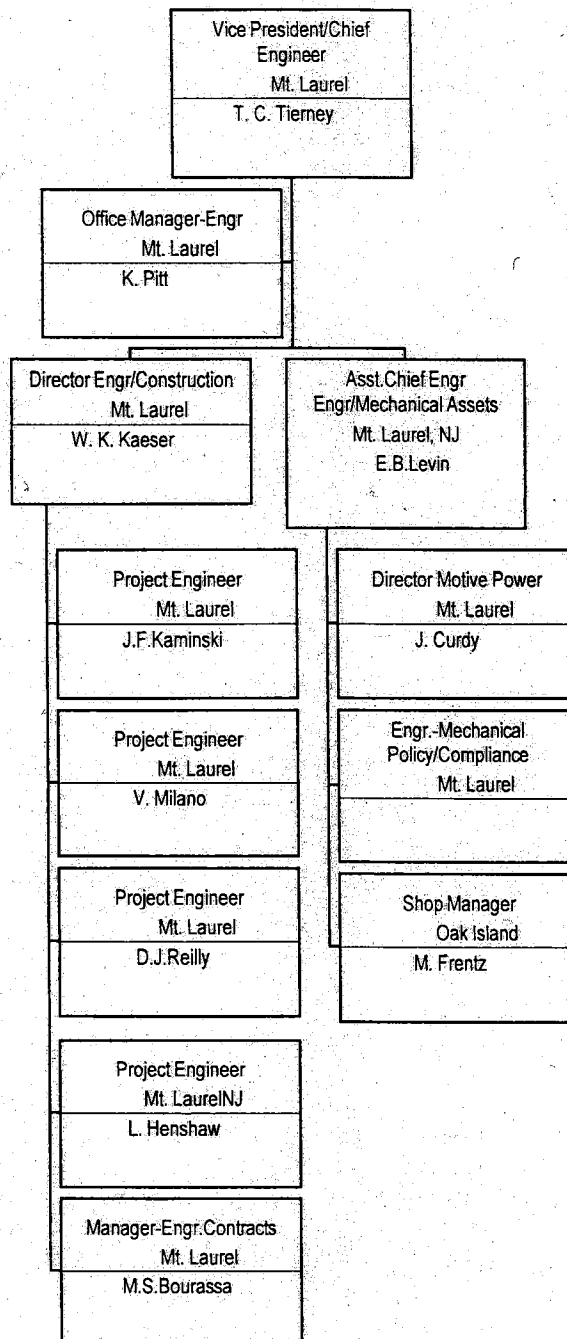 Vice President/Chief
Engineer
Mt. Laurel
T. C. Tierney
Office Manager-Engr
Mt. Laurel
K. Pitt
Director Engr/Construction
Mt. Laurel
W. K. Kaeser
Asst.Chief Engr
Engr/Mechanical Assets
Mt. Laurel, NJ
E.B.Levin
Project Engineer
Mt. Laurel
J.F.Kaminski
Project Engineer
Mt. Laurel
V. Milano
Project Engineer
Mt. Laurel
D.J.Reilly
Project Engineer
Mt. LaurelNJ
L. Henshaw
Manager-Engr.Contracts
Mt. Laurel
M.S.Bourassa
Director Motive Power
Mt. Laurel
J. Curdy
Engr.-Mechanical
Policy/Compliance
Mt. Laurel
Shop Manager
Oak Island
M. Frentz